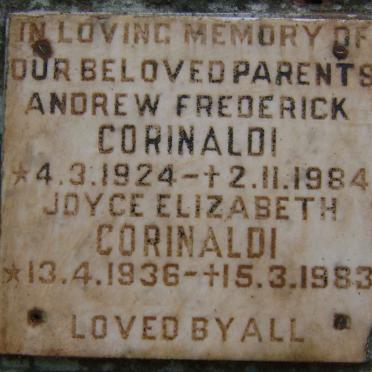 IN LOVING MEMORY OF
OUR BELOVED PARENTS
ANDREW FREDERICK
CORINALDI
*4.3.1924-†2.11.1984
JOYCE ELIZABETH
CORINALDI
*13.4.1936-†15.3.1983
LOVED BY ALL